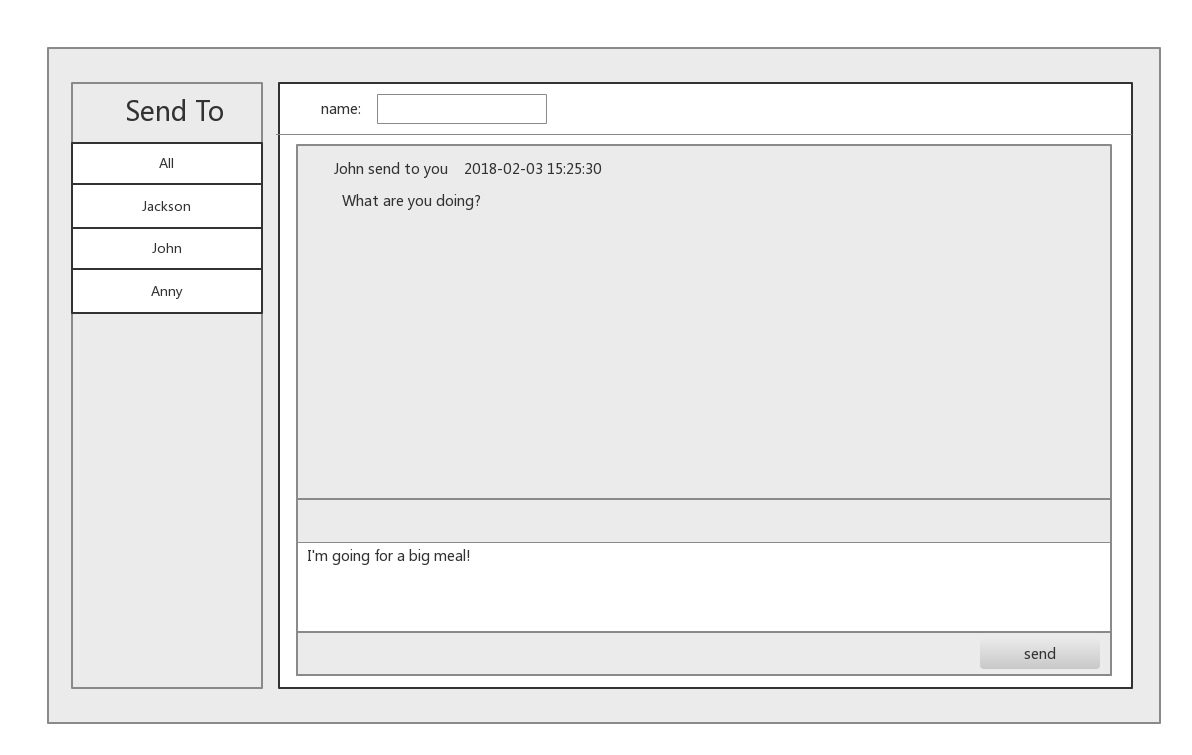 Send To
All
Jackson
John
Anny
name:
John send to you 2018-02-03 15:25:30
What are you doing?
I'm going for a big meal!
send